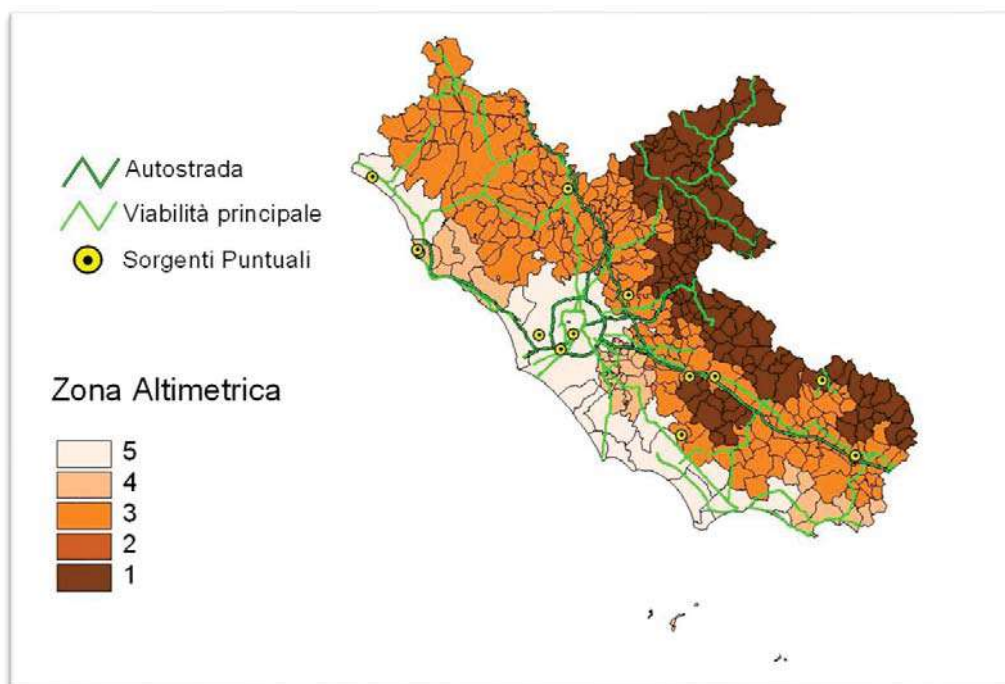 Autostrada
Viabilità principale
Sorgenti Puntuali
Zona Altimetrica
5
4
3
2
1